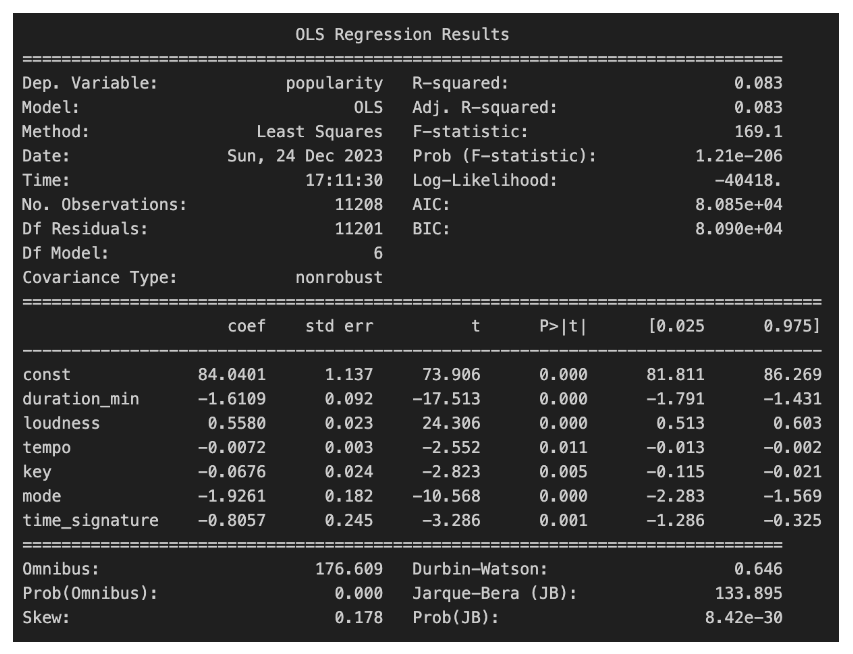 OLS Regression Results
==============================================================================
Dep. Variable: popularity R-squared: 0.083
Model: OLS Adj. R-squared: 0.083
Method: Least Squares F-statistic: 169.1
Date: Sun, 24 Dec 2023 Prob (F-statistic): 1.21e-206
Time: 17:11:30 Log-Likelihood: -40418.
No. Observations: 11208 AIC: 8.085e+04
Df Residuals: 11201 BIC: 8.090e+04
Df Model: 6
Covariance Type: nonrobust
==================================================================================
coef std err t P>|t| [0.025 0.975]
----------------------------------------------------------------------------------
const 84.0401 1.137 73.906 0.000 81.811 86.269
duration_min -1.6109 0.092 -17.513 0.000 -1.791 -1.431
loudness 0.5580 0.023 24.306 0.000 0.513 0.603
tempo -0.0072 0.003 -2.552 0.011 -0.013 -0.002
key -0.0676 0.024 -2.823 0.005 -0.115 -0.021
mode -1.9261 0.182 -10.568 0.000 -2.283 -1.569
time_signature -0.8057 0.245 -3.286 0.001 -1.286 -0.325
==============================================================================
Omnibus: 176.609 Durbin-Watson: 0.646
Prob(Omnibus): 0.000 Jarque-Bera (JB): 133.895
Skew: 0.178 Prob(JB): 8.42e-30